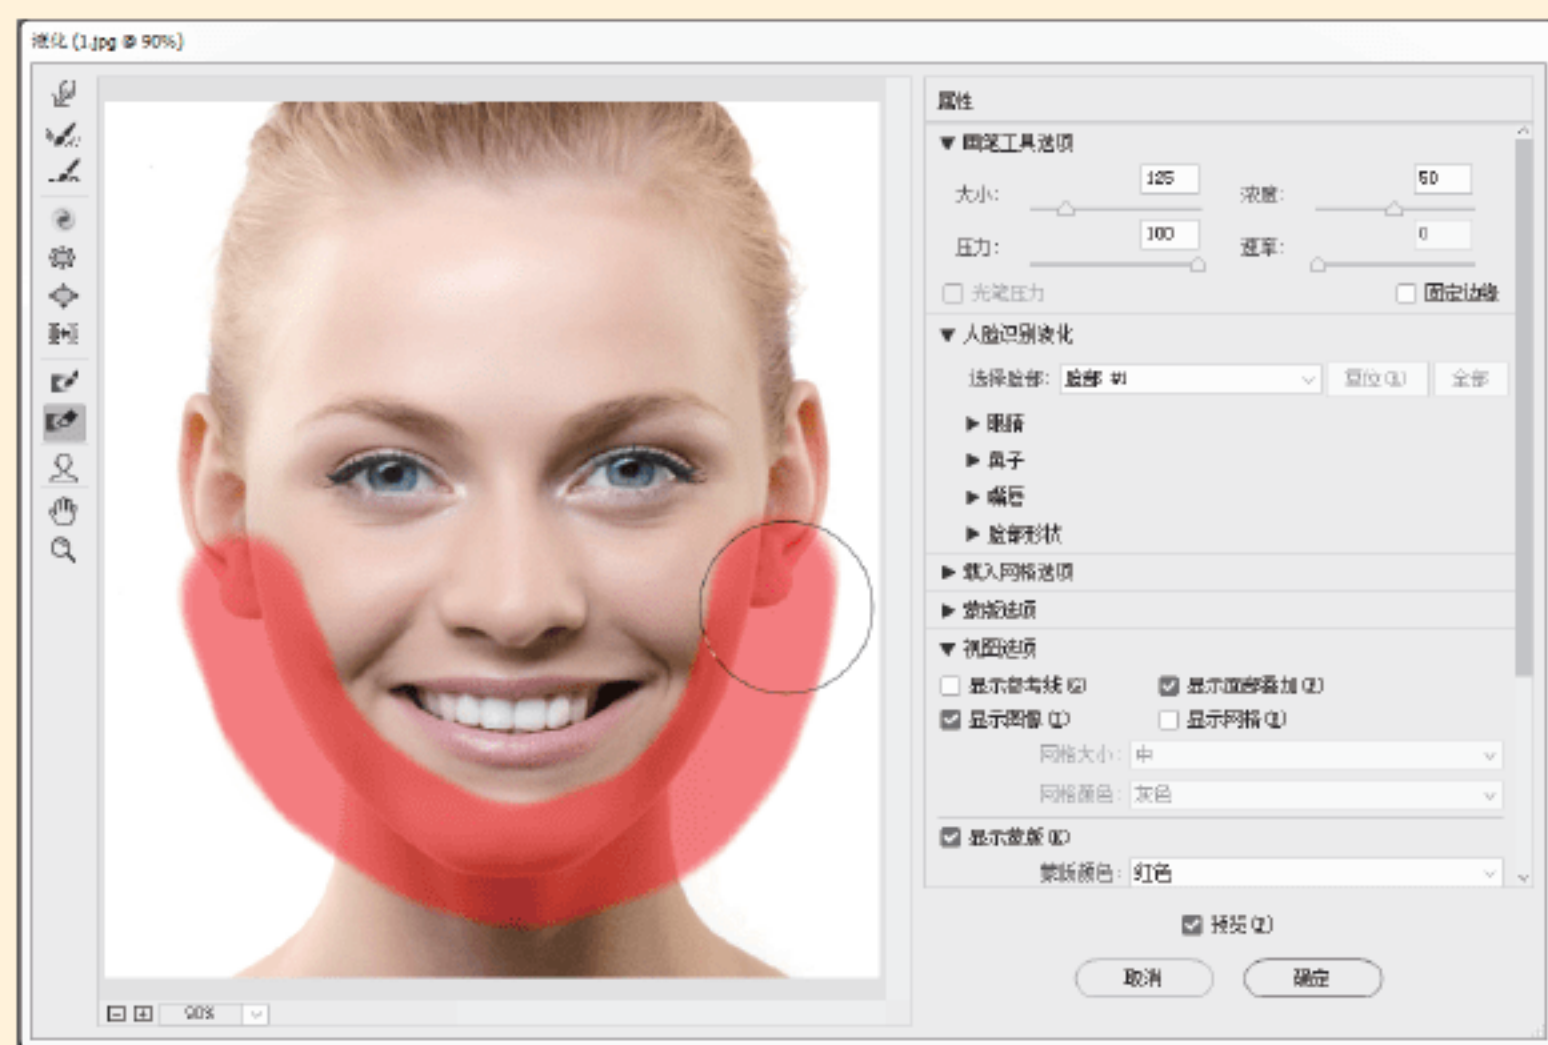 液化 (1.jpg @ 90%)
属性
画笔工具选项
大小: 125 浓度: 50
压力: 100 速率: 0
光笔压力 固定边缘
人脸识别液化
选择脸部: 脸部 #1 复位(L) 全部
眼睛
鼻子
嘴唇
脸部形状
载入网格选项
蒙版选项
视图选项
显示参考线(G) 显示面部叠加(F)
显示图像(I) 显示网格(E)
网格大小: 中
网格颜色: 灰色
显示蒙版(K)
蒙版颜色: 红色
预览(P)
取消 确定
90%